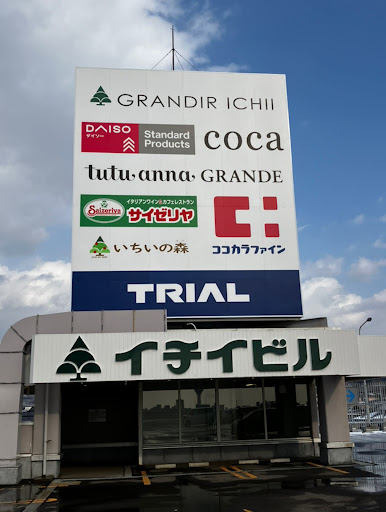 GRANDIR ICHII
DAISO
ダイソー
Standard
Products
coca
tutuanna GRANDE
イタリアンワイン&カフェレストラン
Saizeriya
サイゼリヤ
いちいの森
ココカラファイン
TRIAL
イチイビル